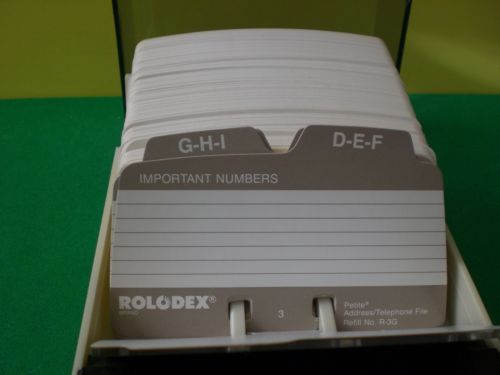 G-H-I
D-E-F
IMPORTANT NUMBERS
ROLODEX®
3
Petite®
Address/Telephone File
Refill No. R-3G